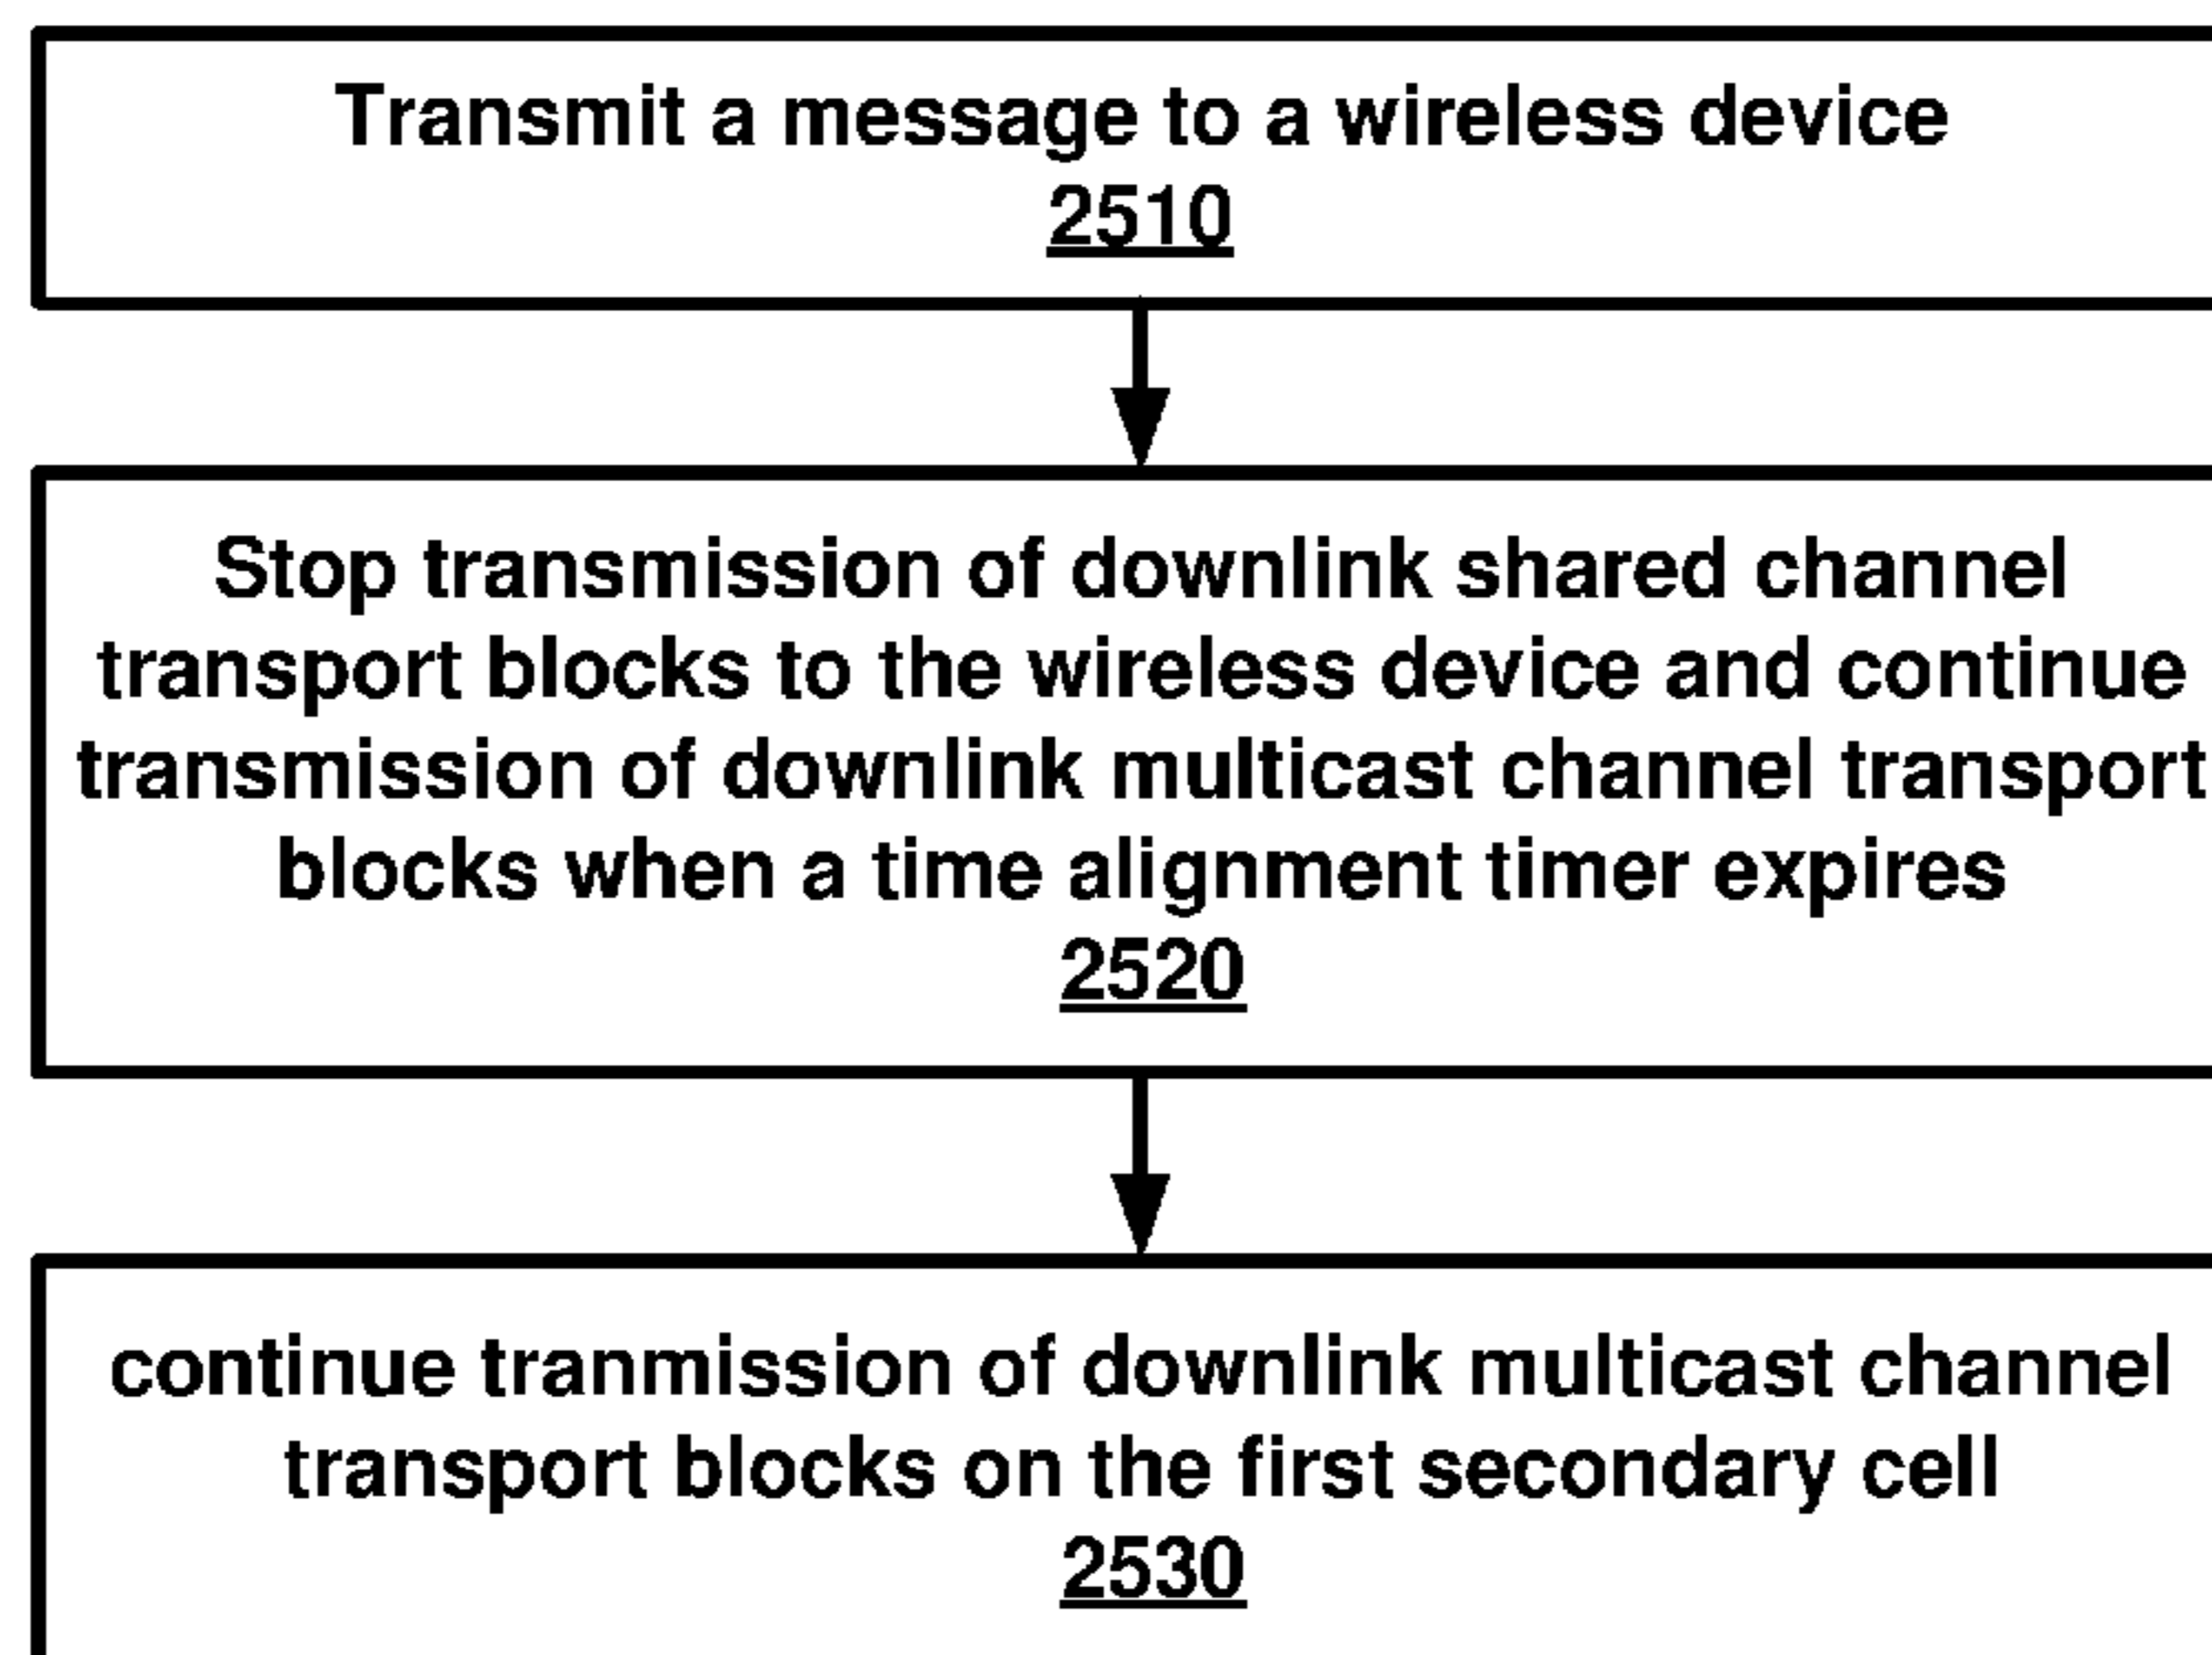 Transmit a message to a wireless device
2510
Stop transmission of downlink shared channel
transport blocks to the wireless device and continue
transmission of downlink multicast channel transport
blocks when a time alignment timer expires
2520
continue tranmission of downlink multicast channel
transport blocks on the first secondary cell
2530